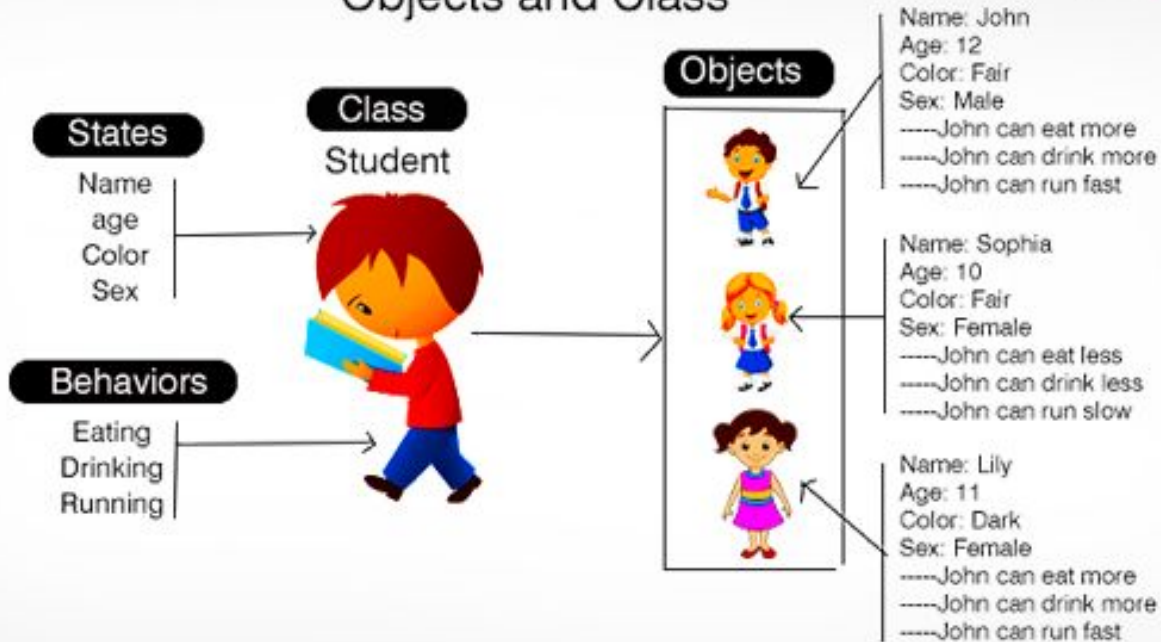 Objects and Class
States
Name
age
Color
Sex
Behaviors
Eating
Drinking
Running
Class
Student
Objects
Name: John
Age: 12
Color: Fair
Sex: Male
-----John can eat more
-----John can drink more
-----John can run fast
Name: Sophia
Age: 10
Color: Fair
Sex: Female
-----John can eat less
-----John can drink less
-----John can run slow
Name: Lily
Age: 11
Color: Dark
Sex: Female
-----John can eat more
-----John can drink more
-----John can run fast